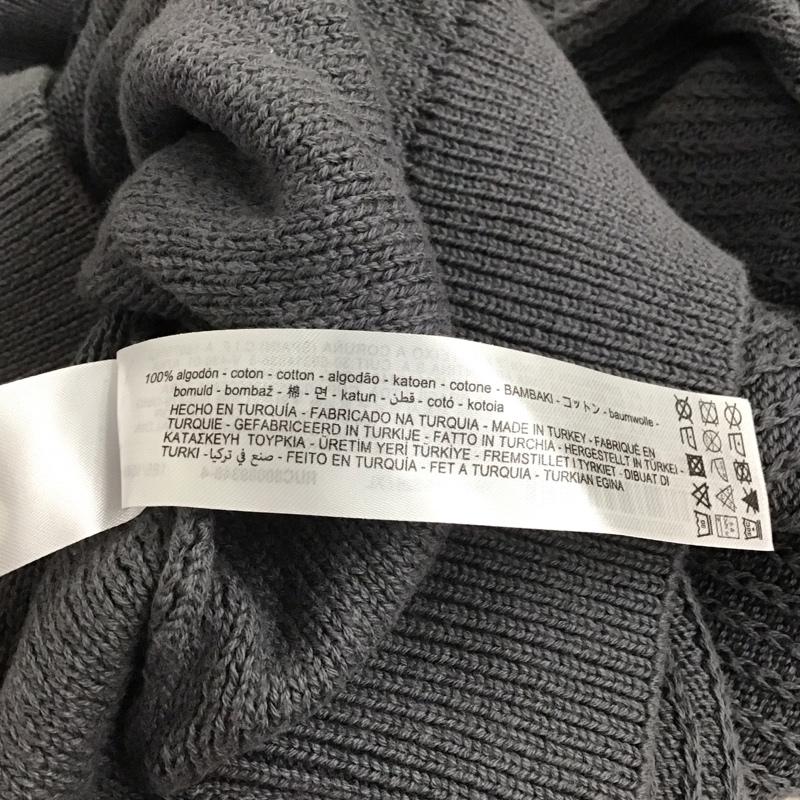 100% algodón - coton - cotton - algodão - katoen - cotone - BAMBAKI - コットン - baumwolle -
bomuld - bombaž - 棉 - 면 - katun - قطن - cotó - kotoia
HECHO EN TURQUÍA - FABRICADO NA TURQUIA - MADE IN TURKEY - FABRIQUÉ EN
TURQUIE - GEFABRICEERD IN TURKIJE - FATTO IN TURCHIA - HERGESTELLT IN TÜRKEI -
ΚΑΤΑΣΚΕΥΗ ΤΟΥΡΚΙΑ - ÜRETİM YERİ TÜRKİYE - FREMSTILLET I TYRKIET - DIBUAT DI
TURKI - صنع في تركيا - FEITO EN TURQUÍA - FET A TURQUIA - TURKIAN EGINA